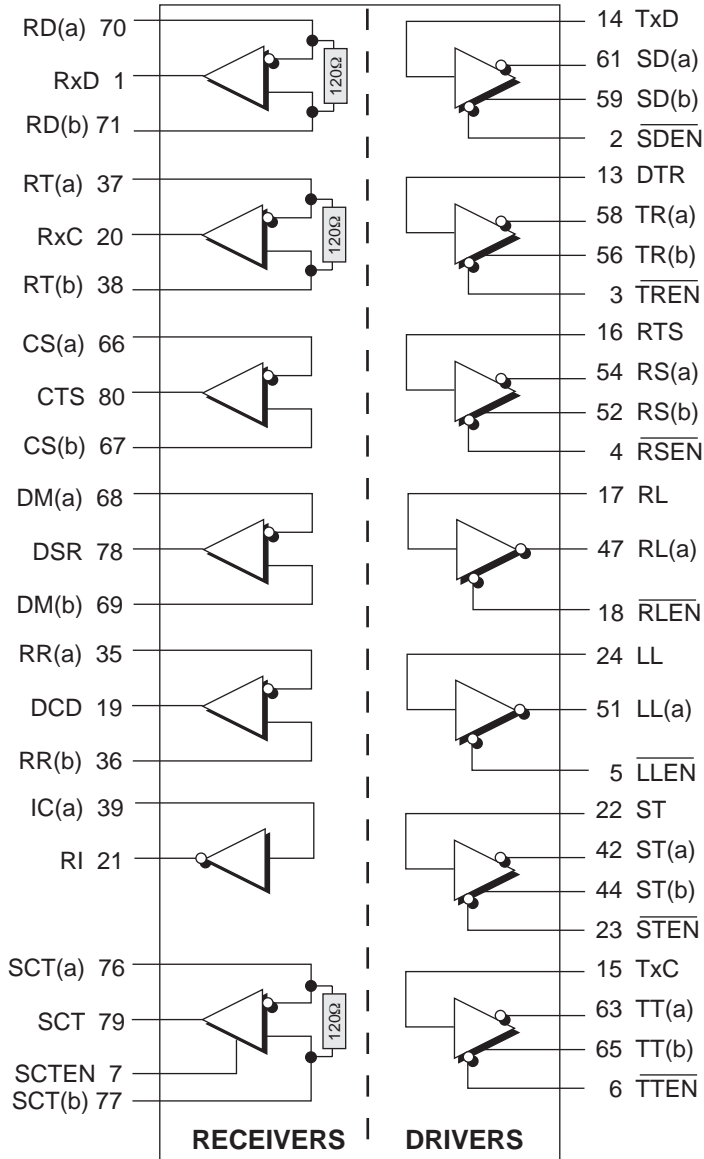 RD(a) 70
RxD 1
RD(b) 71
120Ω
RT(a) 37
RxC 20
RT(b) 38
120Ω
CS(a) 66
CTS 80
CS(b) 67
DM(a) 68
DSR 78
DM(b) 69
RR(a) 35
DCD 19
RR(b) 36
IC(a) 39
RI 21
SCT(a) 76
SCT 79
120Ω
SCTEN 7
SCT(b) 77
RECEIVERS
14 TxD
61 SD(a)
59 SD(b)
2 SDEN
13 DTR
58 TR(a)
56 TR(b)
3 TREN
16 RTS
54 RS(a)
52 RS(b)
4 RSEN
17 RL
47 RL(a)
18 RLEN
24 LL
51 LL(a)
5 LLEN
22 ST
42 ST(a)
44 ST(b)
23 STEN
15 TxC
63 TT(a)
65 TT(b)
6 TTEN
DRIVERS